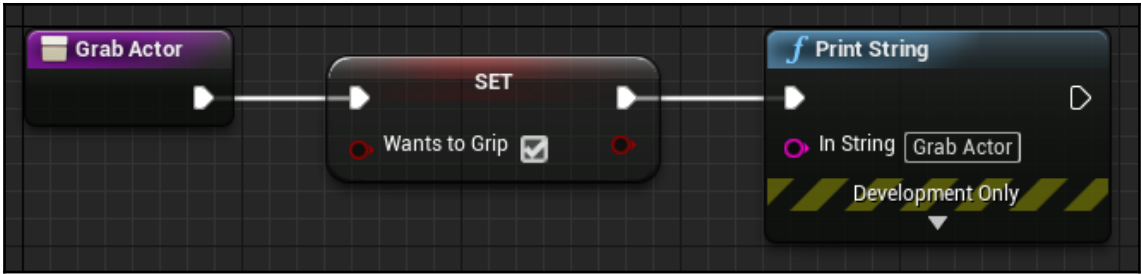 Grab Actor
SET
Wants to Grip
f Print String
In String Grab Actor
Development Only